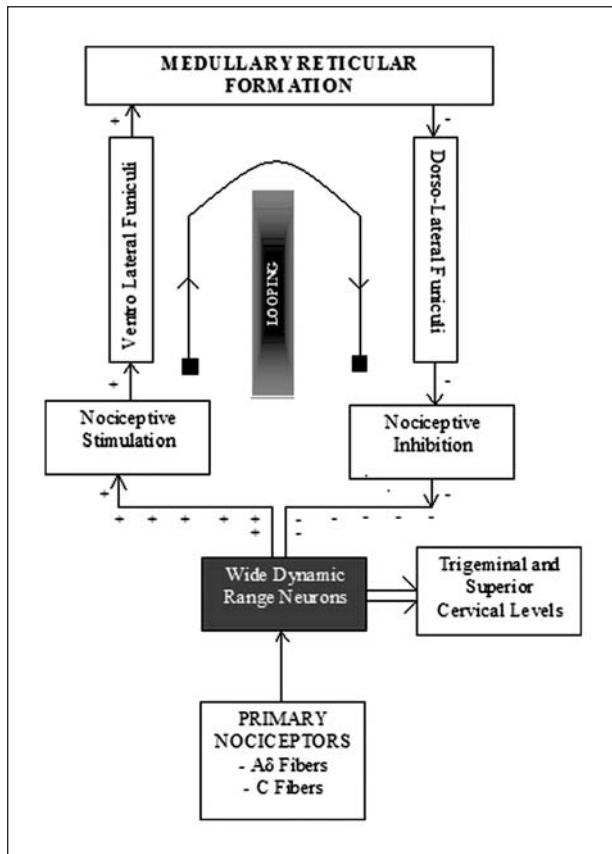 MEDULLARY RETICULAR
FORMATION
+
-
Ventro Lateral Funiculi
LOOPING
Dorso-Lateral Funiculi
+
-
Nociceptive
Stimulation
Nociceptive
Inhibition
+
-
+ + + + +
- - - - -
+
-
Wide Dynamic
Range Neurons
Trigeminal and
Superior
Cervical Levels
PRIMARY
NOCICEPTORS
- Aδ Fibers
- C Fibers